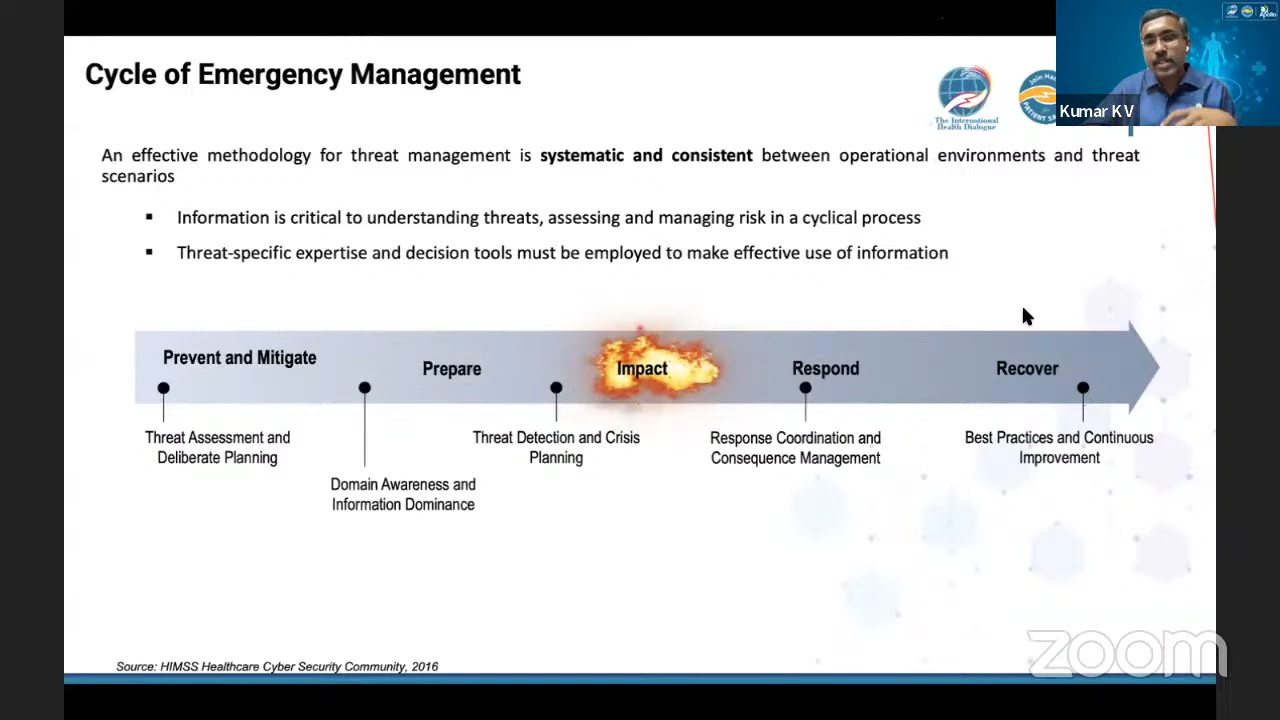 Cycle of Emergency Management
The International
Health Dialogue
Kumar K V
An effective methodology for threat management is systematic and consistent between operational environments and threat
scenarios
▪ Information is critical to understanding threats, assessing and managing risk in a cyclical process
▪ Threat-specific expertise and decision tools must be employed to make effective use of information
Prevent and Mitigate
Prepare
Impact
Respond
Recover
Threat Assessment and
Deliberate Planning
Domain Awareness and
Information Dominance
Threat Detection and Crisis
Planning
Response Coordination and
Consequence Management
Best Practices and Continuous
Improvement
Source: HIMSS Healthcare Cyber Security Community, 2016
zoom